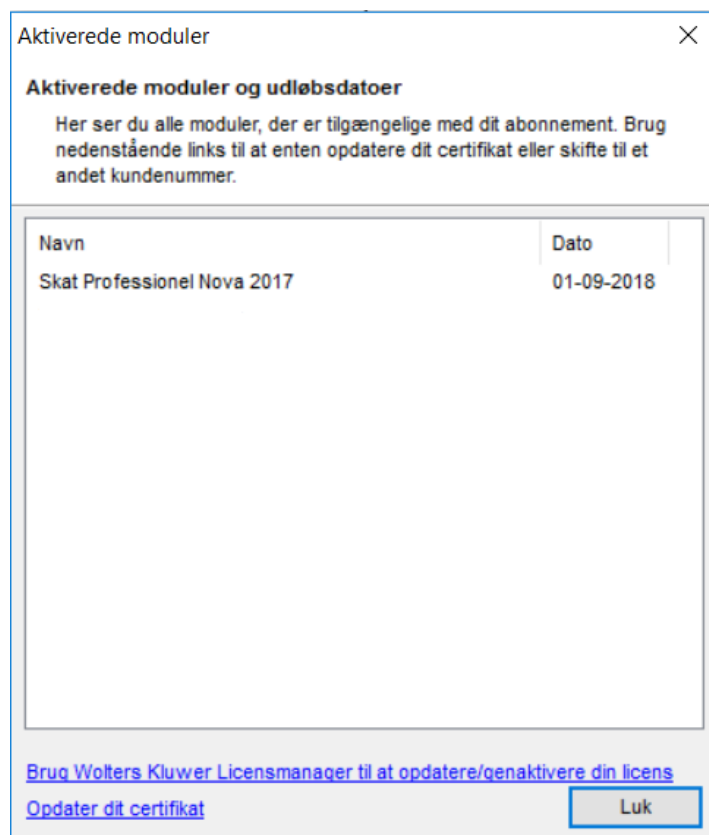 Aktiverede moduler
Aktiverede moduler og udløbsdatoer
Her ser du alle moduler, der er tilgængelige med dit abonnement. Brug
nedenstående links til at enten opdatere dit certifikat eller skifte til et
andet kundenummer.
Navn Dato
Skat Professionel Nova 2017 01-09-2018
Brug Wolters Kluwer Licensmanager til at opdatere/genaktivere din licens
Opdater dit certifikat Luk